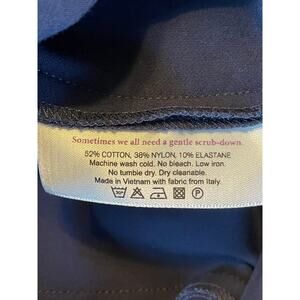 Sometimes we all need a gentle scrub-down.
52% COTTON, 38% NYLON, 10% ELASTANE
Machine wash cold. No bleach. Low iron.
No tumble dry. Dry cleanable.
Made in Vietnam with fabric from Italy.